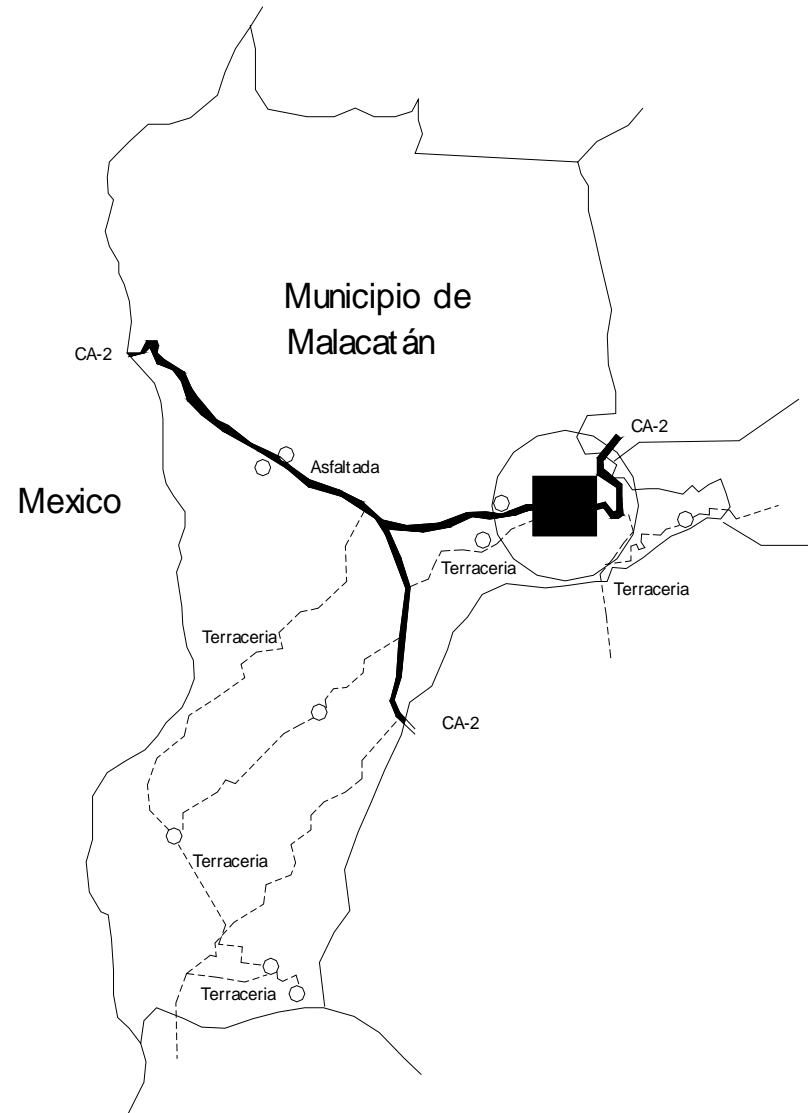 Municipio de
Malacatán
CA-2
CA-2
Asfaltada
Mexico
Terraceria
Terraceria
Terraceria
CA-2
Terraceria
Terraceria